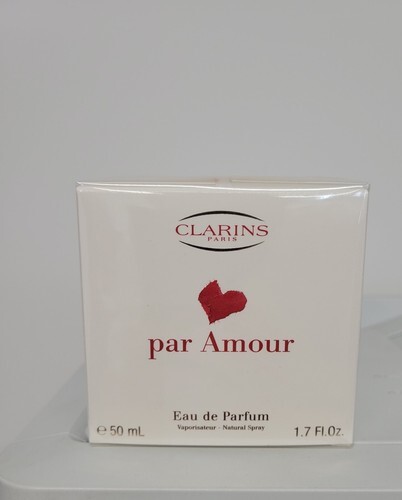 CLARINS
PARIS
par Amour
Eau de Parfum
Vaporisateur - Natural Spray
℮ 50 mL 1.7 Fl.Oz.